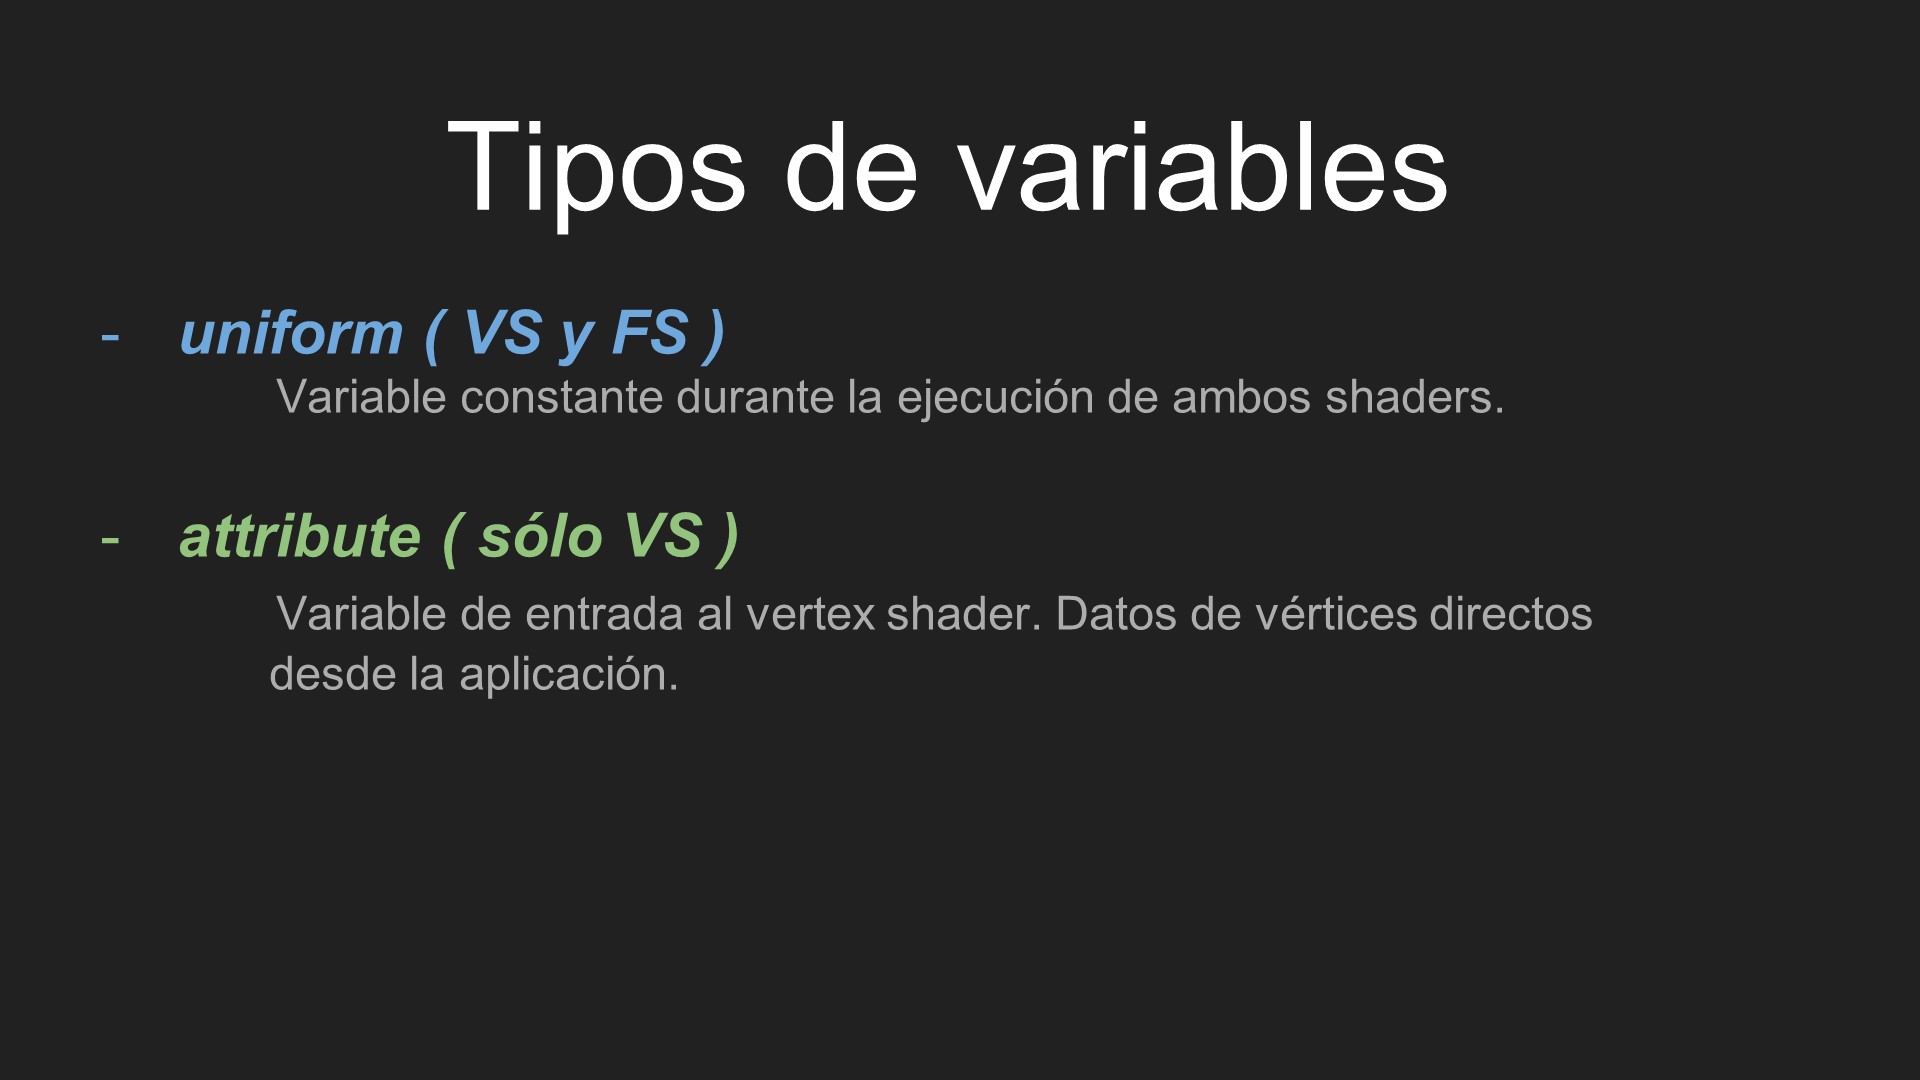 Tipos de variables
- uniform ( VS y FS )
Variable constante durante la ejecución de ambos shaders.
- attribute ( sólo VS )
Variable de entrada al vertex shader. Datos de vértices directos
desde la aplicación.